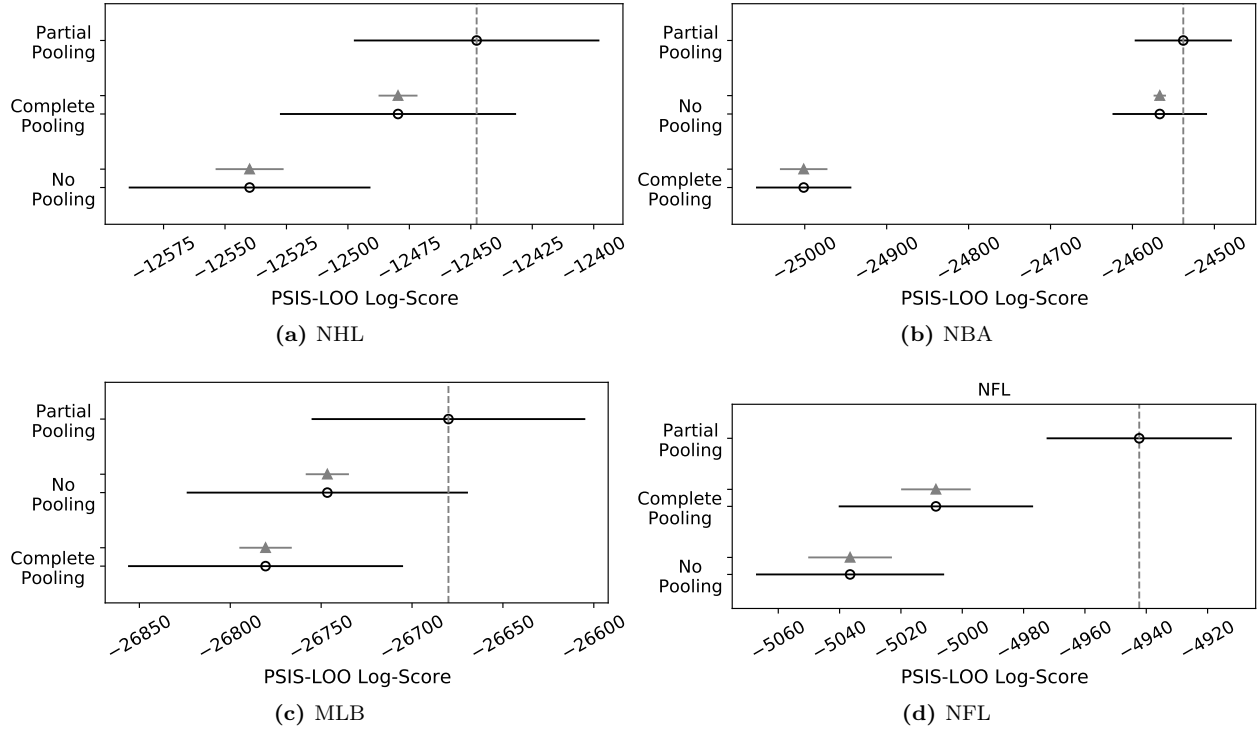 Partial
Pooling
Complete
Pooling
No
Pooling
−12575
−12550
−12525
−12500
−12475
−12450
−12425
−12400
PSIS-LOO Log-Score
(a) NHL
Partial
Pooling
No
Pooling
Complete
Pooling
−25000
−24900
−24800
−24700
−24600
−24500
PSIS-LOO Log-Score
(b) NBA
Partial
Pooling
No
Pooling
Complete
Pooling
−26850
−26800
−26750
−26700
−26650
−26600
PSIS-LOO Log-Score
(c) MLB
NFL
Partial
Pooling
Complete
Pooling
No
Pooling
−5060
−5040
−5020
−5000
−4980
−4960
−4940
−4920
PSIS-LOO Log-Score
(d) NFL